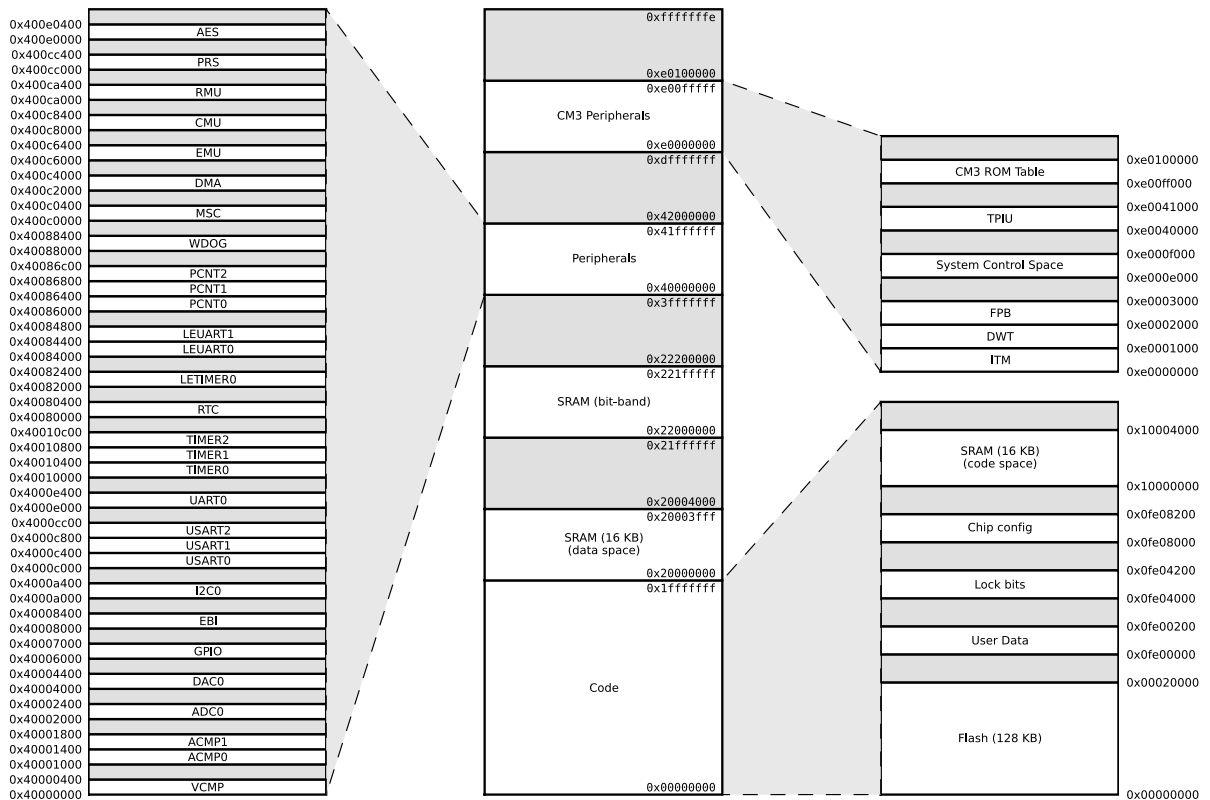 0x400e0400
AES
0x400e0000
0x400cc400
PRS
0x400cc000
0x400ca400
RMU
0x400ca000
0x400c8400
CMU
0x400c8000
0x400c6400
EMU
0x400c6000
0x400c4000
DMA
0x400c2000
0x400c0400
MSC
0x400c0000
0x40088400
WDOG
0x40088000
0x40086c00
PCNT2
0x40086800
PCNT1
0x40086400
PCNT0
0x40086000
0x40084800
LEUART1
0x40084400
LEUART0
0x40084000
0x40082400
LETIMER0
0x40082000
0x40080400
RTC
0x40080000
0x40010c00
TIMER2
0x40010800
TIMER1
0x40010400
TIMER0
0x40010000
0x4000e400
UART0
0x4000e000
0x4000cc00
USART2
0x4000c800
USART1
0x4000c400
USART0
0x4000c000
0x4000a400
I2C0
0x4000a000
0x40008400
EBI
0x40008000
0x40007000
GPIO
0x40006000
0x40004400
DAC0
0x40004000
0x40002400
ADC0
0x40002000
0x40001800
ACMP1
0x40001400
ACMP0
0x40001000
0x40000400
VCMP
0x40000000
0xfffffffe
0xe0100000
0xe00fffff
CM3 Peripherals
0xe0000000
0xdfffffff
0x42000000
0x41ffffff
Peripherals
0x40000000
0x3fffffff
0x22200000
0x221fffff
SRAM (bit-band)
0x22000000
0x21ffffff
0x20004000
0x20003fff
SRAM (16 KB)
(data space)
0x20000000
0x1fffffff
Code
0x00000000
0xe0100000
CM3 ROM Table
0xe00ff000
0xe0041000
TPIU
0xe0040000
0xe000f000
System Control Space
0xe000e000
0xe0003000
FPB
0xe0002000
DWT
0xe0001000
ITM
0xe0000000
0x10004000
SRAM (16 KB)
(code space)
0x10000000
0x0fe08200
Chip config
0x0fe08000
0x0fe04200
Lock bits
0x0fe04000
0x0fe00200
User Data
0x0fe00000
0x00020000
Flash (128 KB)
0x00000000